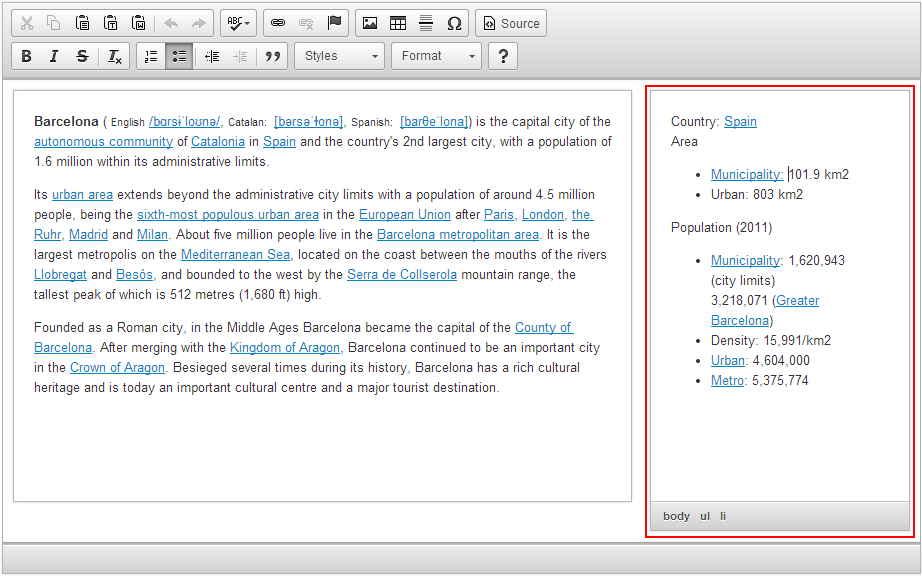 ABC
Source
B I S Tx
Styles
Format
?
Barcelona ( English /bɑrsɨˈloʊnə/, Catalan: [bərsəˈɫonə], Spanish: [barθeˈlona]) is the capital city of the
autonomous community of Catalonia in Spain and the country's 2nd largest city, with a population of
1.6 million within its administrative limits.
Its urban area extends beyond the administrative city limits with a population of around 4.5 million
people, being the sixth-most populous urban area in the European Union after Paris, London, the
Ruhr, Madrid and Milan. About five million people live in the Barcelona metropolitan area. It is the
largest metropolis on the Mediterranean Sea, located on the coast between the mouths of the rivers
Llobregat and Besòs, and bounded to the west by the Serra de Collserola mountain range, the
tallest peak of which is 512 metres (1,680 ft) high.
Founded as a Roman city, in the Middle Ages Barcelona became the capital of the County of
Barcelona. After merging with the Kingdom of Aragon, Barcelona continued to be an important city
in the Crown of Aragon. Besieged several times during its history, Barcelona has a rich cultural
heritage and is today an important cultural centre and a major tourist destination.
Country: Spain
Area
• Municipality: 101.9 km2
• Urban: 803 km2
Population (2011)
• Municipality: 1,620,943
(city limits)
3,218,071 (Greater
Barcelona)
• Density: 15,991/km2
• Urban: 4,604,000
• Metro: 5,375,774
body ul li